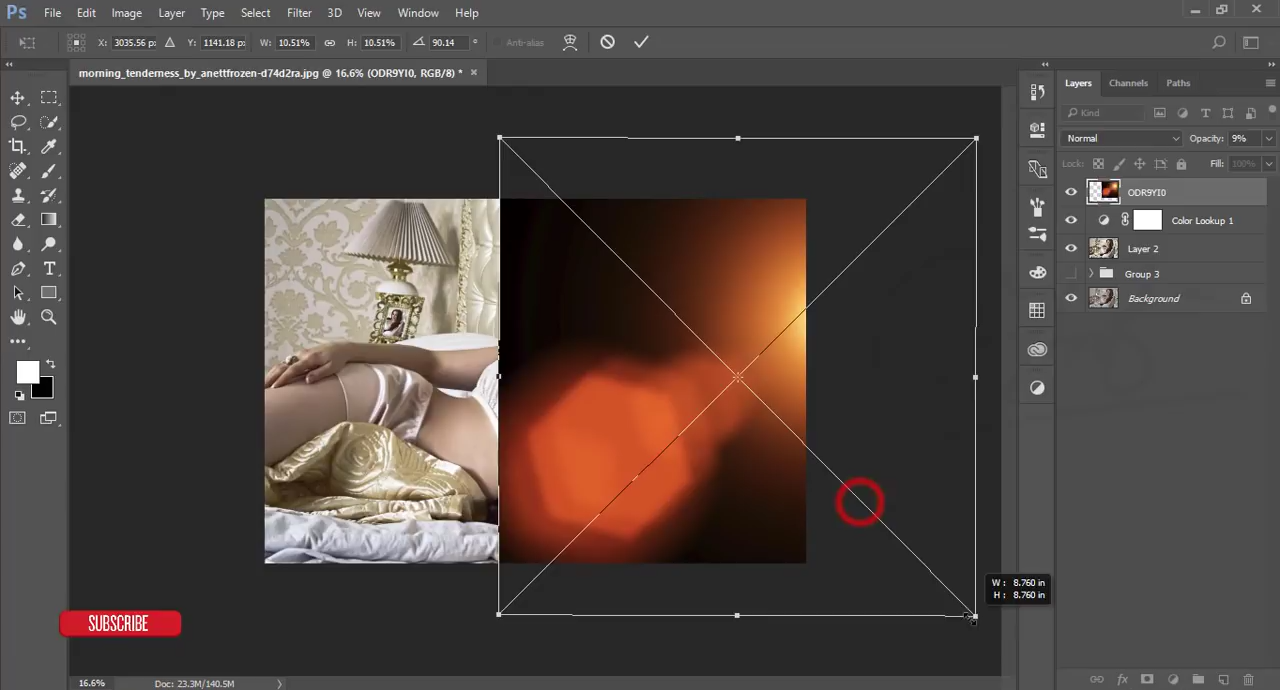 Ps File Edit Image Layer Type Select Filter 3D View Window Help
X: 3035.56 px Y: 1141.18 px W: 10.51% H: 10.51% 90.14 ° Anti-alias
morning_tenderness_by_anettfrozen-d74d2ra.jpg @ 16.6% (ODR9YI0, RGB/8) * ×
Layers Channels Paths
Kind
Normal Opacity: 9%
Lock: Fill: 100%
ODR9YI0
Color Lookup 1
Layer 2
Group 3
Background
W: 8.760 in
H: 8.760 in
SUBSCRIBE
16.6% Doc: 23.3M/140.5M